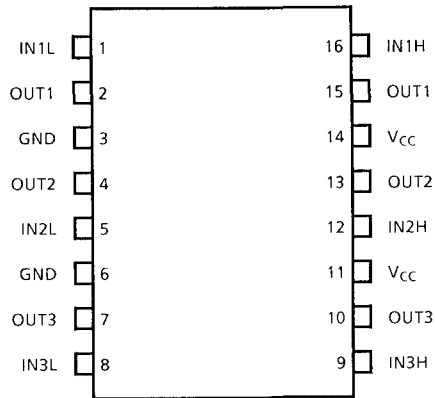 IN1L 1 16 IN1H
OUT1 2 15 OUT1
GND 3 14 VCC
OUT2 4 13 OUT2
IN2L 5 12 IN2H
GND 6 11 VCC
OUT3 7 10 OUT3
IN3L 8 9 IN3H